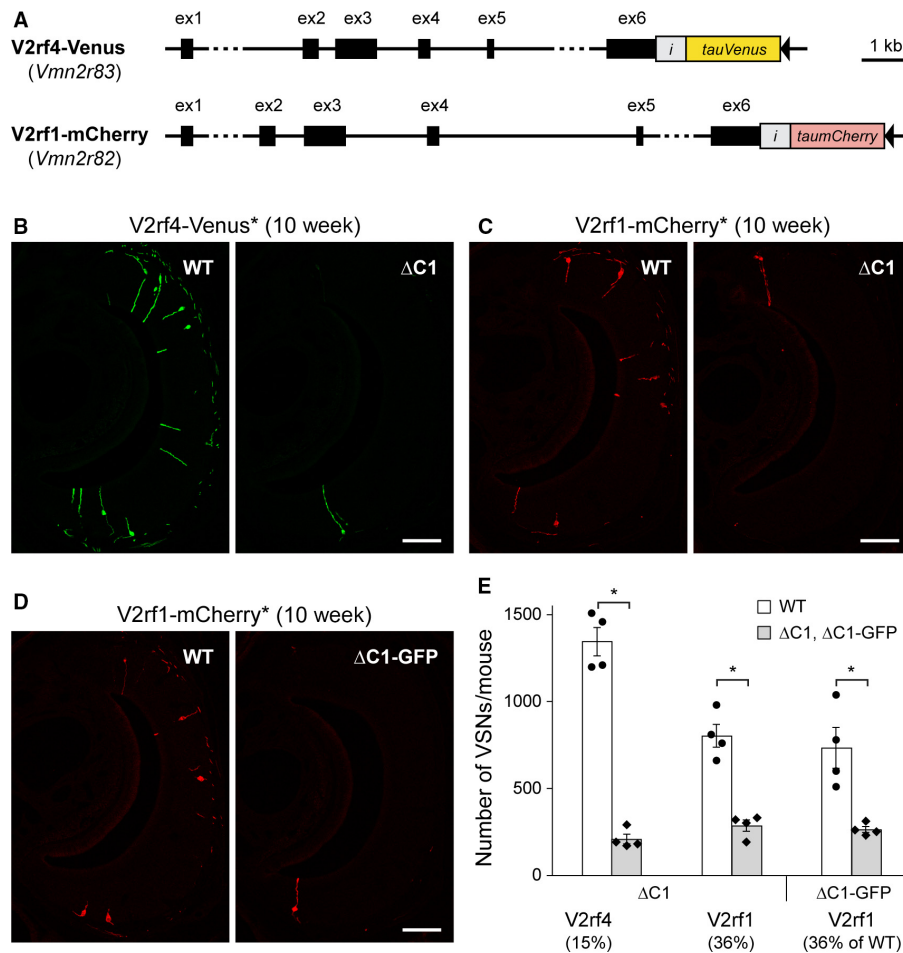 A
ex1 ex2 ex3 ex4 ex5 ex6
V2rf4-Venus
(Vmn2r83)
i tauVenus
1 kb
ex1 ex2 ex3 ex4 ex5 ex6
V2rf1-mCherry
(Vmn2r82)
i taumCherry
B
V2rf4-Venus* (10 week)
WT
ΔC1
C
V2rf1-mCherry* (10 week)
WT
ΔC1
D
V2rf1-mCherry* (10 week)
WT
ΔC1-GFP
E
Number of VSNs/mouse
1500
1000
500
0
* * *
WT
ΔC1, ΔC1-GFP
ΔC1 ΔC1-GFP
V2rf4 V2rf1 V2rf1
(15%) (36%) (36% of WT)